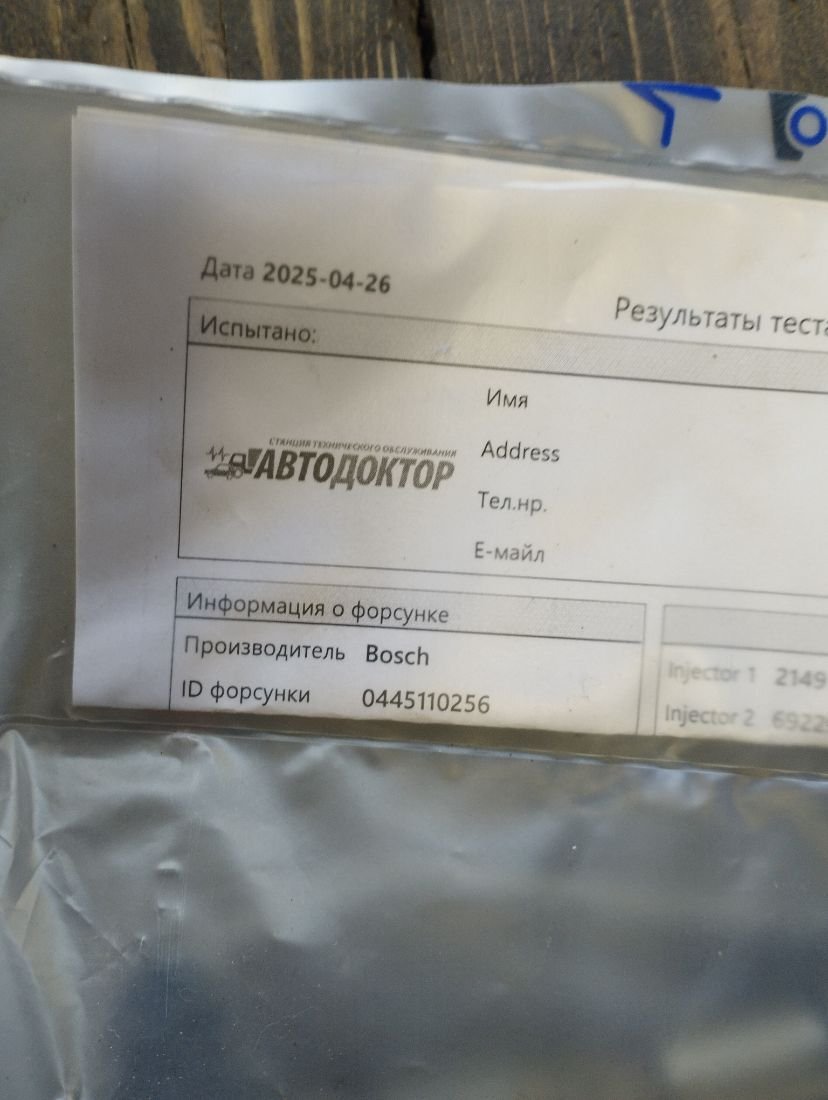 Дата 2025-04-26
Результаты
Испытано:
Имя
СТАНЦИЯ ТЕХНИЧЕСКОГО ОБСЛУЖИВАНИЯ
АВТОДОКТОР
Address
Тел.нр.
Е-майл
Информация о форсунке
Производитель Bosch
ID форсунки 0445110256
Injector 1 2149
Injector 2 6922